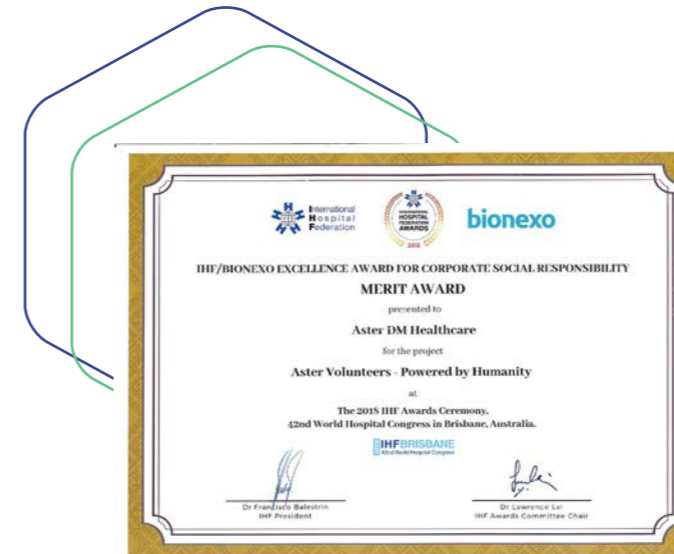 International
Hospital
Federation
INTERNATIONAL
HOSPITAL
FEDERATION
AWARDS
2018
bionexo
IHF/BIONEXO EXCELLENCE AWARD FOR CORPORATE SOCIAL RESPONSIBILITY
MERIT AWARD
presented to
Aster DM Healthcare
for the project
Aster Volunteers - Powered by Humanity
at
The 2018 IHF Awards Ceremony,
42nd World Hospital Congress in Brisbane, Australia.
IHFBRISBANE
42nd World Hospital Congress
Dr Francisco Balestrin
IHF President
Dr Lawrence Lai
IHF Awards Committee Chair